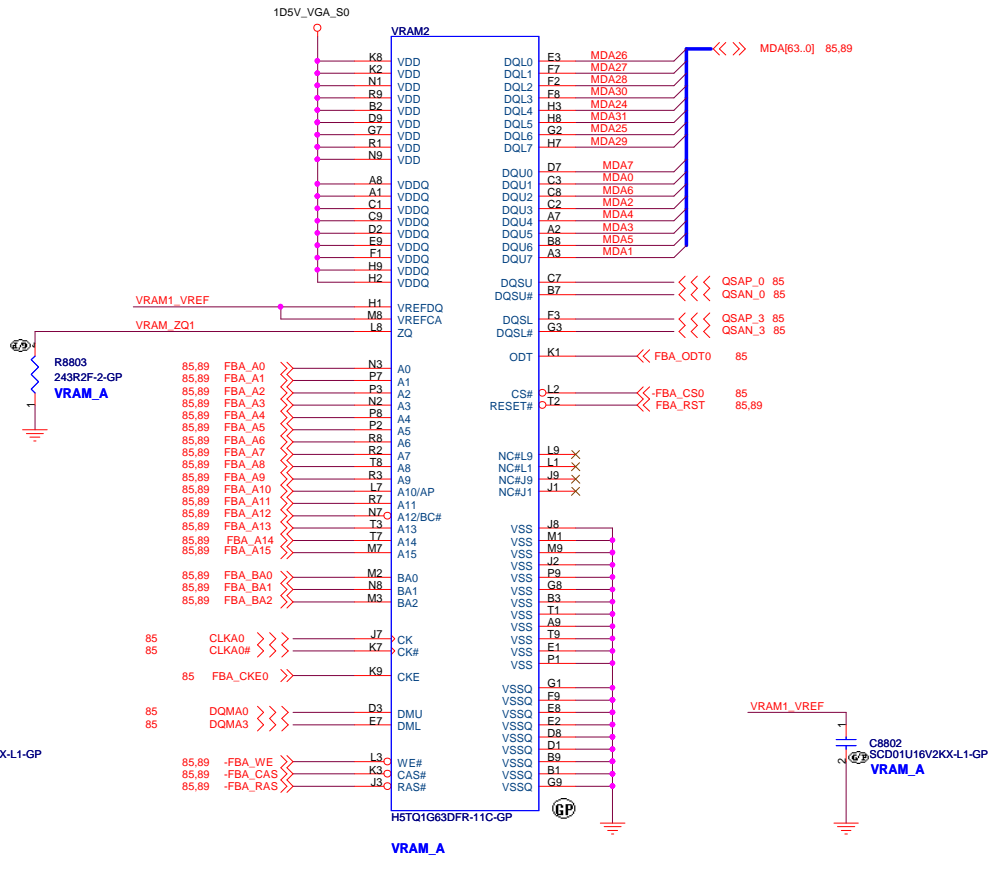 1D5V_VGA_S0
VRAM2
K8 VDD DQL0 E3 MDA26 MDA[63..0] 85,89
K2 VDD DQL1 F7 MDA27
N1 VDD DQL2 F2 MDA28
R9 VDD DQL3 F8 MDA30
B2 VDD DQL4 H3 MDA24
D9 VDD DQL5 H8 MDA31
G7 VDD DQL6 G2 MDA25
R1 VDD DQL7 H7 MDA29
N9 VDD
DQU0 D7 MDA7
A8 VDDQ DQU1 C3 MDA0
A1 VDDQ DQU2 C8 MDA6
C1 VDDQ DQU3 C2 MDA2
C9 VDDQ DQU4 A7 MDA4
D2 VDDQ DQU5 A2 MDA3
E9 VDDQ DQU6 B8 MDA5
F1 VDDQ DQU7 A3 MDA1
H9 VDDQ
H2 VDDQ DQSU C7 QSAP_0 85
DQSU# B7 QSAN_0 85
VRAM1_VREF H1 VREFDQ
M8 VREFCA DQSL F3 QSAP_3 85
VRAM_ZQ1 L8 ZQ DQSL# G3 QSAN_3 85
ODT K1 FBA_ODT0 85
R8803
243R2F-2-GP
VRAM_A
1
85,89 FBA_A0 N3 A0
85,89 FBA_A1 P7 A1
85,89 FBA_A2 P3 A2 CS# L2 -FBA_CS0 85
85,89 FBA_A3 N2 A3 RESET# T2 FBA_RST 85,89
85,89 FBA_A4 P8 A4
85,89 FBA_A5 P2 A5
85,89 FBA_A6 R8 A6
85,89 FBA_A7 R2 A7 NC#L9 L9
85,89 FBA_A8 T8 A8 NC#L1 L1
85,89 FBA_A9 R3 A9 NC#J9 J9
85,89 FBA_A10 L7 A10/AP NC#J1 J1
85,89 FBA_A11 R7 A11
85,89 FBA_A12 N7 A12/BC#
85,89 FBA_A13 T3 A13 VSS J8
85,89 FBA_A14 T7 A14 VSS M1
85,89 FBA_A15 M7 A15 VSS M9
VSS J2
85,89 FBA_BA0 M2 BA0 VSS P9
85,89 FBA_BA1 N8 BA1 VSS G8
85,89 FBA_BA2 M3 BA2 VSS B3
VSS T1
VSS A9
85 CLKA0 J7 CK VSS T9
85 CLKA0# K7 CK# VSS E1
VSS P1
85 FBA_CKE0 K9 CKE
VSSQ G1
VSSQ F9
85 DQMA0 D3 DMU VSSQ E8
85 DQMA3 E7 DML VSSQ E2
VSSQ D8
VSSQ D1
85,89 -FBA_WE L3 WE# VSSQ B9
85,89 -FBA_CAS K3 CAS# VSSQ B1
85,89 -FBA_RAS J3 RAS# VSSQ G9
VRAM1_VREF
1
2
C8802
SCD01U16V2KX-L1-GP
VRAM_A
X-L1-GP
H5TQ1G63DFR-11C-GP
GP
VRAM_A